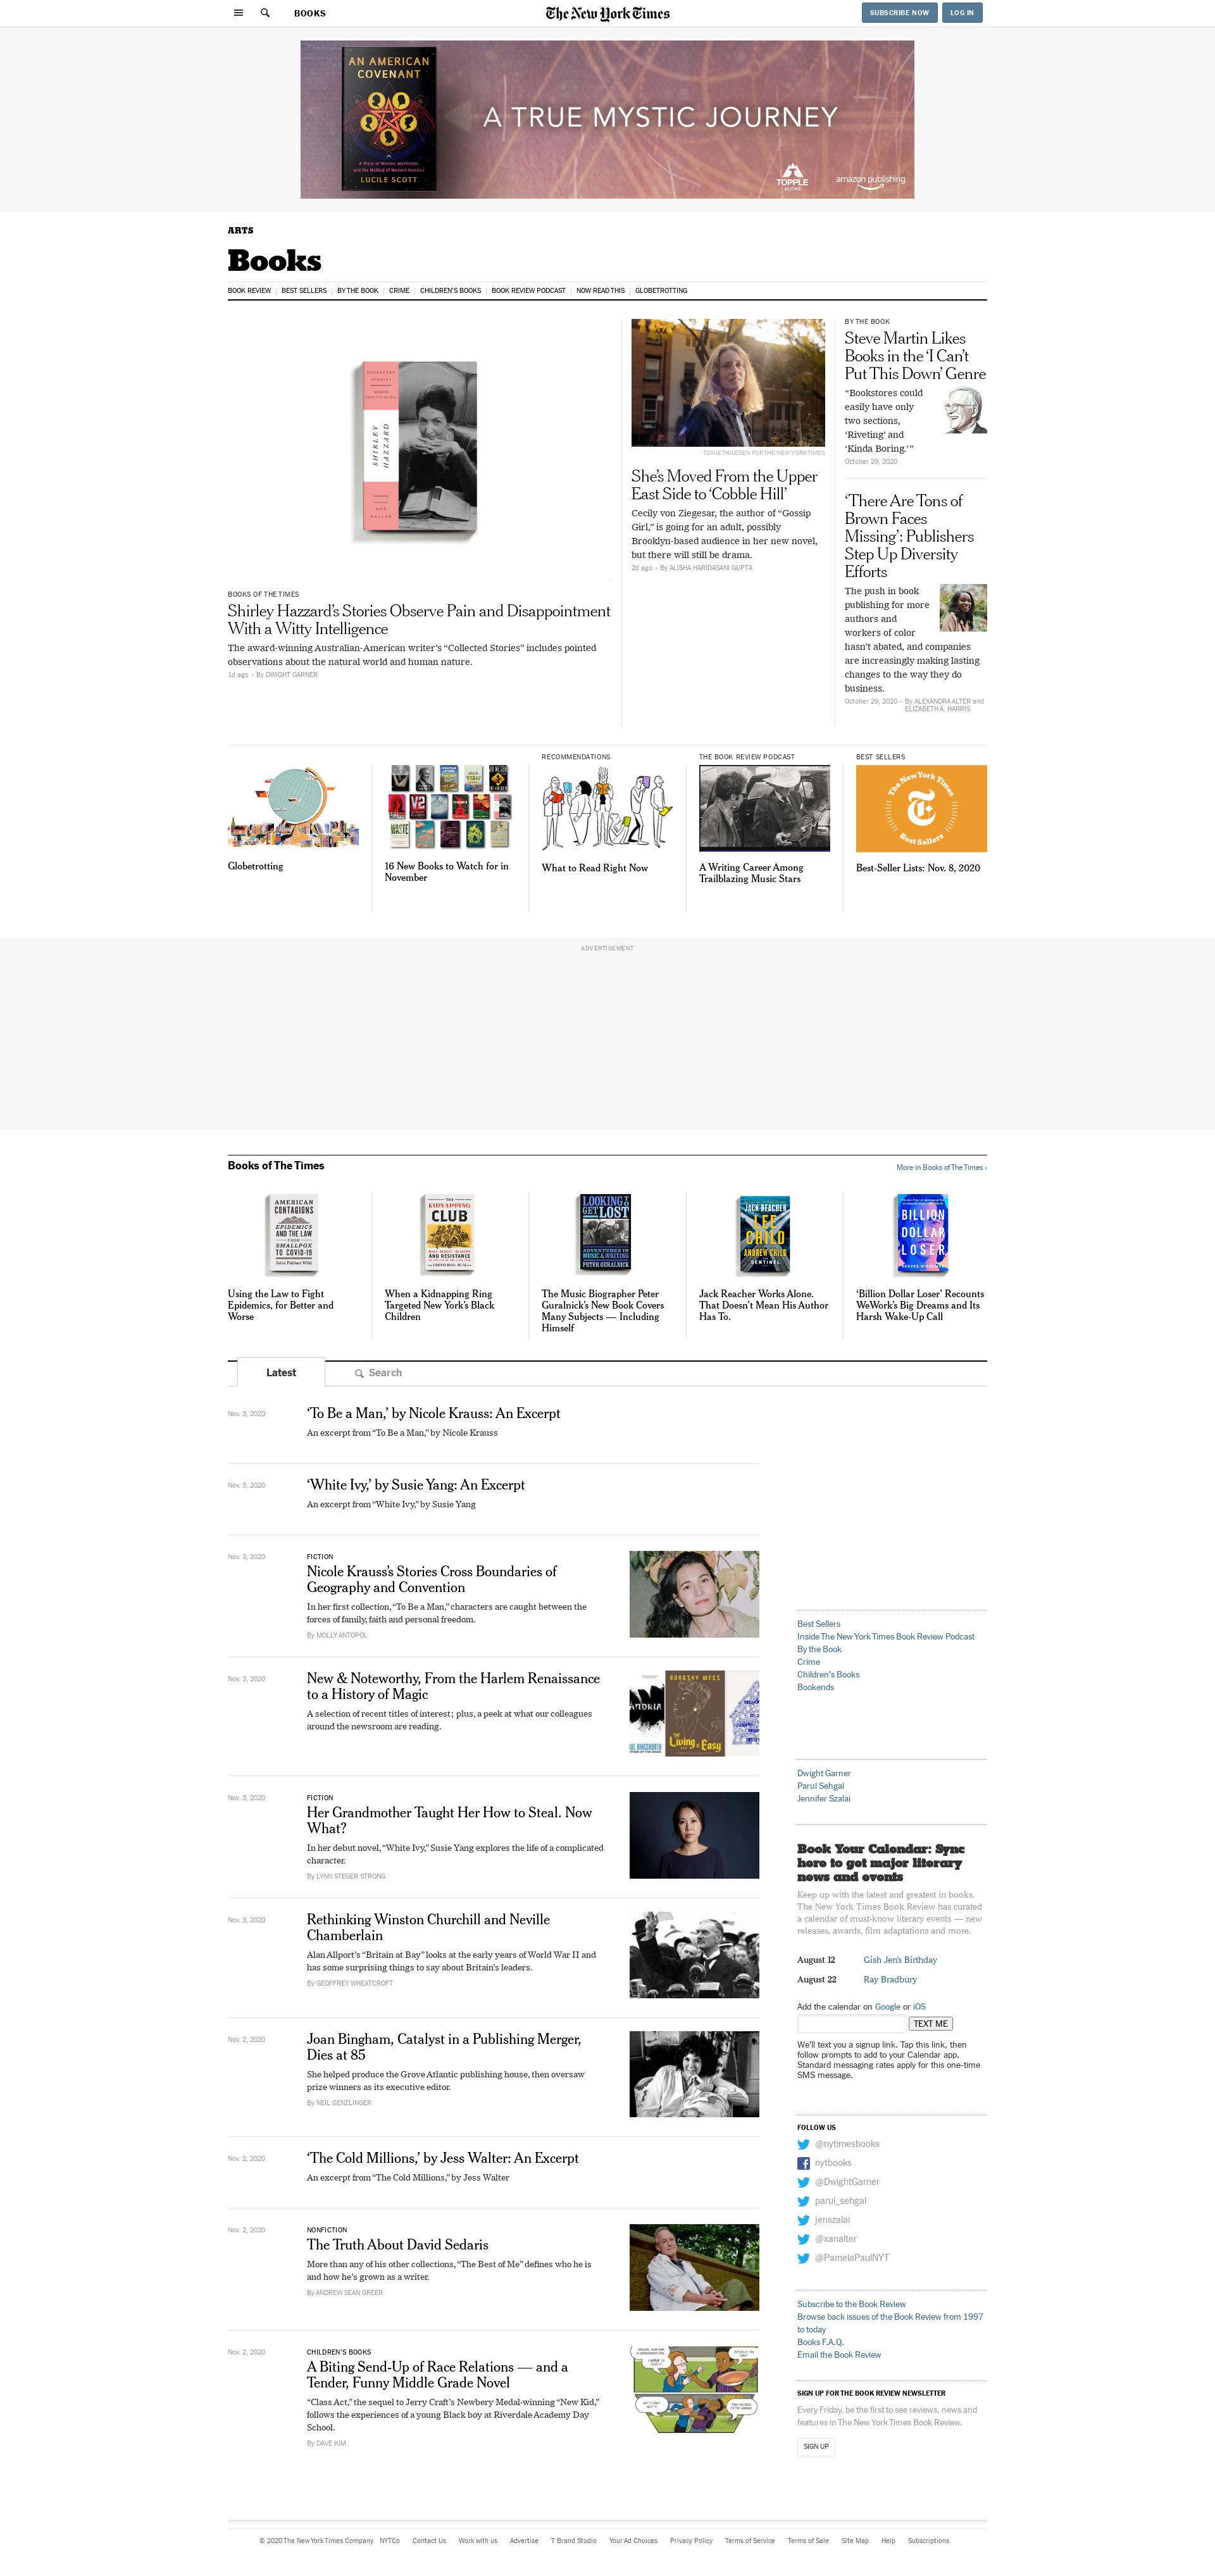 BOOKS
The New York Times
SUBSCRIBE NOW
LOG IN
AN AMERICAN
COVENANT
A Story of Women, Mysticism,
and the Making of Modern America
LUCILE SCOTT
A TRUE MYSTIC JOURNEY
TOPPLE
BOOKS
amazon publishing
ARTS
Books
BOOK REVIEW | BEST SELLERS | BY THE BOOK | CRIME | CHILDREN'S BOOKS | BOOK REVIEW PODCAST | NOW READ THIS | GLOBETROTTING
COLLECTED
STORIES
SHIRLEY
HAZZARD
BOOKS OF THE TIMES
Shirley Hazzard’s Stories Observe Pain and Disappointment
With a Witty Intelligence
The award-winning Australian-American writer’s “Collected Stories” includes pointed
observations about the natural world and human nature.
1d ago • By DWIGHT GARNER
TONJE THILESEN FOR THE NEW YORK TIMES
She’s Moved From the Upper
East Side to ‘Cobble Hill’
Cecily von Ziegesar, the author of “Gossip
Girl,” is going for an adult, possibly
Brooklyn-based audience in her new novel,
but there will still be drama.
2d ago • By ALISHA HARIDASANI GUPTA
BY THE BOOK
Steve Martin Likes
Books in the ‘I Can’t
Put This Down’ Genre
“Bookstores could
easily have only
two sections,
‘Riveting’ and
‘Kinda Boring.’ ”
October 29, 2020
‘There Are Tons of
Brown Faces
Missing’: Publishers
Step Up Diversity
Efforts
The push in book
publishing for more
authors and
workers of color
hasn’t abated, and companies
are increasingly making lasting
changes to the way they do
business.
October 29, 2020 • By ALEXANDRA ALTER and
ELIZABETH A. HARRIS
Globetrotting
V2
WASTE
16 New Books to Watch for in
November
RECOMMENDATIONS
What to Read Right Now
THE BOOK REVIEW PODCAST
A Writing Career Among
Trailblazing Music Stars
BEST SELLERS
The New York Times
Best Sellers
Best-Seller Lists: Nov. 8, 2020
ADVERTISEMENT
Books of The Times
More in Books of The Times ›
AMERICAN
CONTAGIONS
EPIDEMICS
AND THE LAW
FROM
SMALLPOX
TO COVID-19
John Fabian Witt
Using the Law to Fight
Epidemics, for Better and
Worse
THE
KIDNAPPING
CLUB
WALL STREET, SLAVERY,
AND RESISTANCE
When a Kidnapping Ring
Targeted New York’s Black
Children
LOOKING TO
GET LOST
ADVENTURES IN
MUSIC & WRITING
PETER GURALNICK
The Music Biographer Peter
Guralnick’s New Book Covers
Many Subjects — Including
Himself
JACK REACHER
LEE
CHILD
ANDREW CHILD
SENTINEL
Jack Reacher Works Alone.
That Doesn’t Mean His Author
Has To.
BILLION
DOLLAR
LOSER
REEVES WIEDEMAN
‘Billion Dollar Loser’ Recounts
WeWork’s Big Dreams and Its
Harsh Wake-Up Call
Latest
Search
Nov. 3, 2020
‘To Be a Man,’ by Nicole Krauss: An Excerpt
An excerpt from “To Be a Man,” by Nicole Krauss
Nov. 3, 2020
‘White Ivy,’ by Susie Yang: An Excerpt
An excerpt from “White Ivy,” by Susie Yang
Nov. 3, 2020
FICTION
Nicole Krauss’s Stories Cross Boundaries of
Geography and Convention
In her first collection, “To Be a Man,” characters are caught between the
forces of family, faith and personal freedom.
By MOLLY ANTOPOL
Nov. 3, 2020
New & Noteworthy, From the Harlem Renaissance
to a History of Magic
A selection of recent titles of interest; plus, a peek at what our colleagues
around the newsroom are reading.
DOROTHY WEST
The Living is Easy
Nov. 3, 2020
FICTION
Her Grandmother Taught Her How to Steal. Now
What?
In her debut novel, “White Ivy,” Susie Yang explores the life of a complicated
character.
By LYNN STEGER STRONG
Nov. 3, 2020
Rethinking Winston Churchill and Neville
Chamberlain
Alan Allport’s “Britain at Bay” looks at the early years of World War II and
has some surprising things to say about Britain’s leaders.
By GEOFFREY WHEATCROFT
Nov. 2, 2020
Joan Bingham, Catalyst in a Publishing Merger,
Dies at 85
She helped produce the Grove Atlantic publishing house, then oversaw
prize winners as its executive editor.
By NEIL GENZLINGER
Nov. 2, 2020
‘The Cold Millions,’ by Jess Walter: An Excerpt
An excerpt from “The Cold Millions,” by Jess Walter
Nov. 2, 2020
NONFICTION
The Truth About David Sedaris
More than any of his other collections, “The Best of Me” defines who he is
and how he’s grown as a writer.
By ANDREW SEAN GREER
Nov. 2, 2020
CHILDREN’S BOOKS
A Biting Send-Up of Race Relations — and a
Tender, Funny Middle Grade Novel
“Class Act,” the sequel to Jerry Craft’s Newbery Medal-winning “New Kid,”
follows the experiences of a young Black boy at Riverdale Academy Day
School.
By DAVE KIM
Best Sellers
Inside The New York Times Book Review Podcast
By the Book
Crime
Children's Books
Bookends
Dwight Garner
Parul Sehgal
Jennifer Szalai
Book Your Calendar: Sync
here to get major literary
news and events
Keep up with the latest and greatest in books.
The New York Times Book Review has curated
a calendar of must-know literary events — new
releases, awards, film adaptations and more.
August 12 Gish Jen's Birthday
August 22 Ray Bradbury
Add the calendar on Google or iOS
TEXT ME
We’ll text you a signup link. Tap this link, then
follow prompts to add to your Calendar app.
Standard messaging rates apply for this one-time
SMS message.
FOLLOW US
@nytimesbooks
nytbooks
@DwightGarner
parul_sehgal
jenszalai
@xanalter
@PamelaPaulNYT
Subscribe to the Book Review
Browse back issues of the Book Review from 1997
to today
Books F.A.Q.
Email the Book Review
SIGN UP FOR THE BOOK REVIEW NEWSLETTER
Every Friday, be the first to see reviews, news and
features in The New York Times Book Review.
SIGN UP
© 2020 The New York Times Company NYTCo Contact Us Work with us Advertise T Brand Studio Your Ad Choices Privacy Policy Terms of Service Terms of Sale Site Map Help Subscriptions